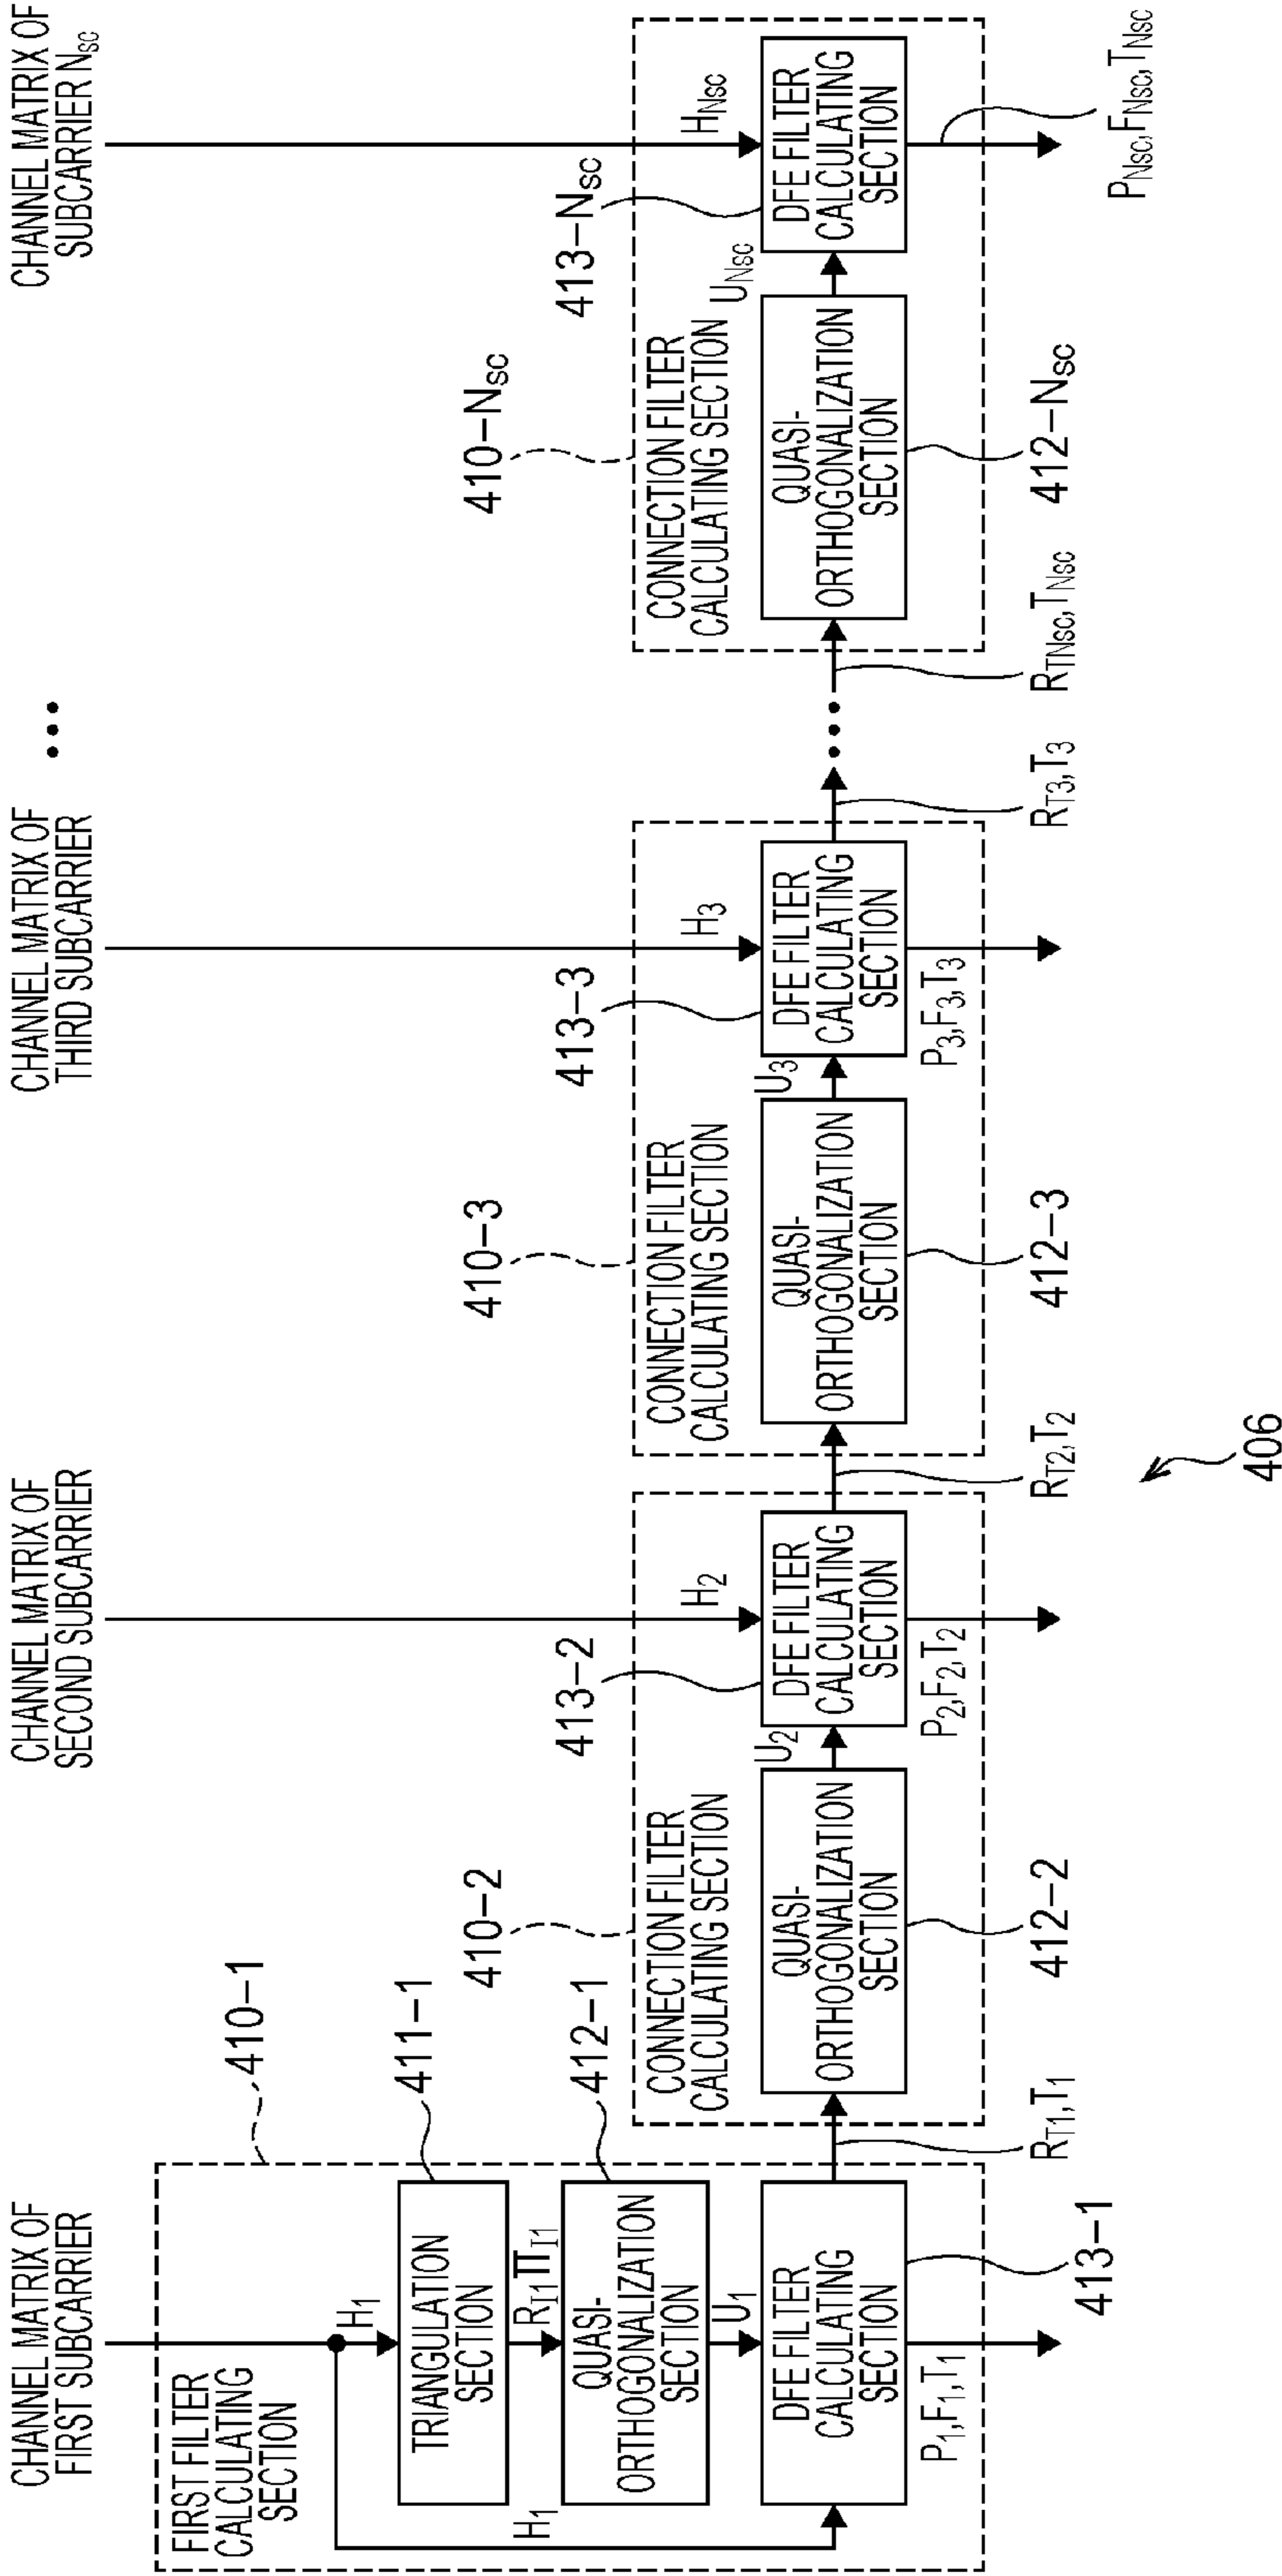 CHANNEL MATRIX OF
FIRST SUBCARRIER
CHANNEL MATRIX OF
SECOND SUBCARRIER
CHANNEL MATRIX OF
THIRD SUBCARRIER
...
CHANNEL MATRIX OF
SUBCARRIER Nsc
FIRST FILTER
CALCULATING
SECTION
410-1
H1
TRIANGULATION
SECTION
411-1
RI1 ΠI1
QUASI-
ORTHOGONALIZATION
SECTION
412-1
H1
U1
DFE FILTER
CALCULATING
SECTION
413-1
P1,F1,T1
RT1,T1
410-2
CONNECTION FILTER
CALCULATING SECTION
QUASI-
ORTHOGONALIZATION
SECTION
412-2
U2
413-2
H2
DFE FILTER
CALCULATING
SECTION
P2,F2,T2
RT2,T2
410-3
CONNECTION FILTER
CALCULATING SECTION
QUASI-
ORTHOGONALIZATION
SECTION
412-3
U3
413-3
H3
DFE FILTER
CALCULATING
SECTION
P3,F3,T3
RT3,T3
...
RTNsc,TNsc
410-Nsc
CONNECTION FILTER
CALCULATING SECTION
QUASI-
ORTHOGONALIZATION
SECTION
412-Nsc
UNsc
413-Nsc
HNsc
DFE FILTER
CALCULATING
SECTION
PNsc,FNsc,TNsc
406